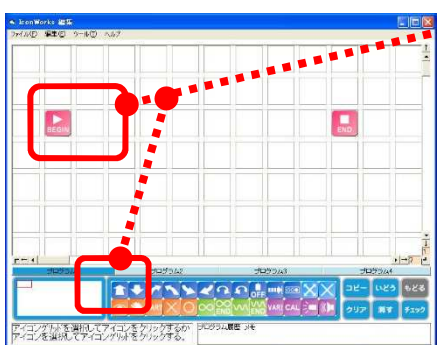 IconWorks 編集
ファイル(F) 編集(E) ツール(T) ヘルプ
BEGIN
END
プログラム
プログラム2
プログラム3
プログラム4
OFF
コピー
いどう
もどる
END
END
VAR
CAL
クリア
消す
チェック
アイコングリッドを選択してアイコンをクリックするか
アイコンを選択してアイコングリッドをクリックする。
プログラム履歴 メモ